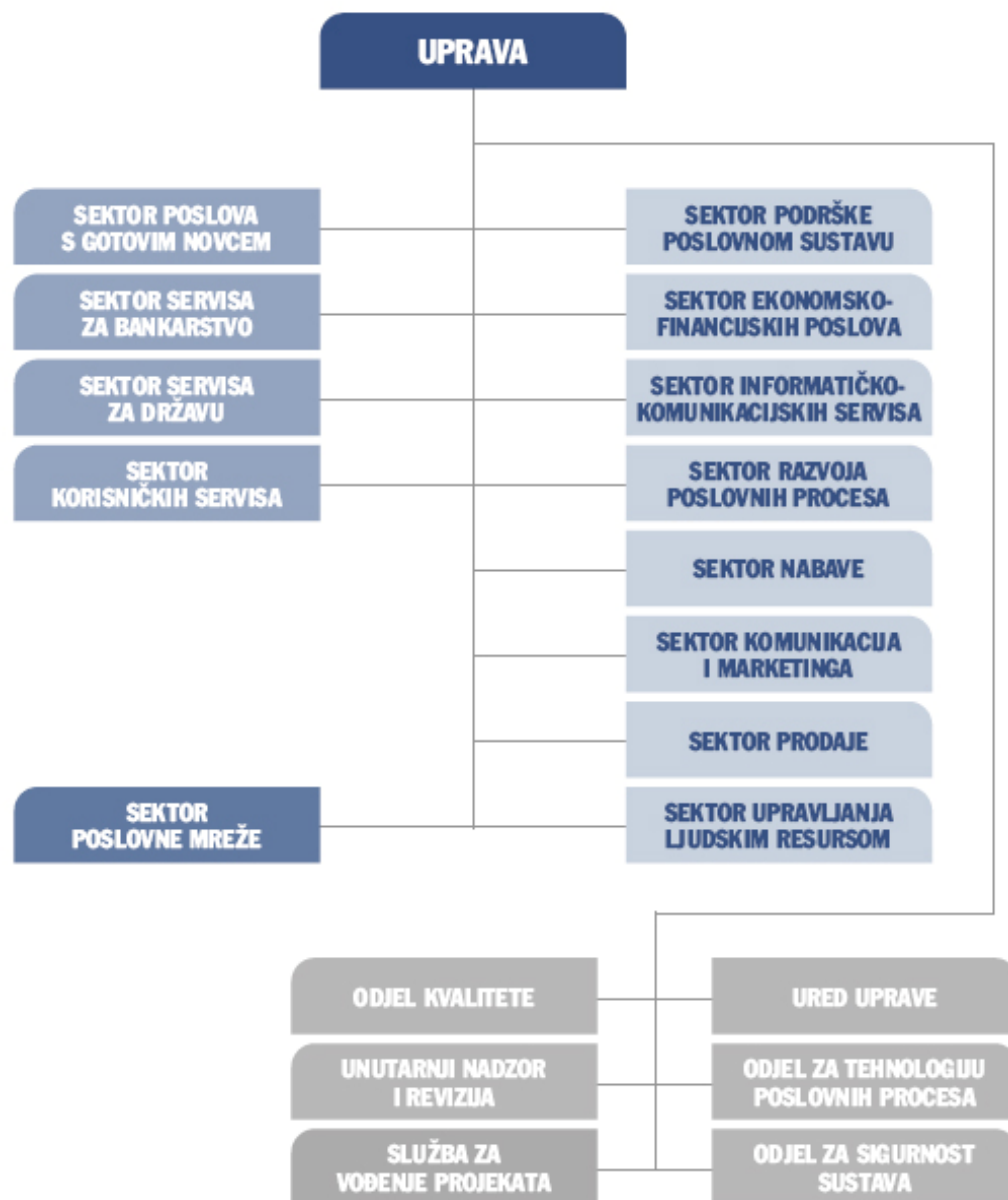 UPRAVA
SEKTOR POSLOVA
S GOTOVIM NOVCEM
SEKTOR SERVISA
ZA BANKARSTVO
SEKTOR SERVISA
ZA DRŽAVU
SEKTOR
KORISNIČKIH SERVISA
SEKTOR
POSLOVNE MREŽE
SEKTOR PODRŠKE
POSLOVNOM SUSTAVU
SEKTOR EKONOMSKO-
FINANCIJSKIH POSLOVA
SEKTOR INFORMATIČKO-
KOMUNIKACIJSKIH SERVISA
SEKTOR RAZVOJA
POSLOVNIH PROCESA
SEKTOR NABAVE
SEKTOR KOMUNIKACIJA
I MARKETINGA
SEKTOR PRODAJE
SEKTOR UPRAVLJANJA
LJUDSKIM RESURSOM
ODJEL KVALITETE
UNUTARNJI NADZOR
I REVIZIJA
SLUŽBA ZA
VOĐENJE PROJEKATA
URED UPRAVE
ODJEL ZA TEHNOLOGIJU
POSLOVNIH PROCESA
ODJEL ZA SIGURNOST
SUSTAVA